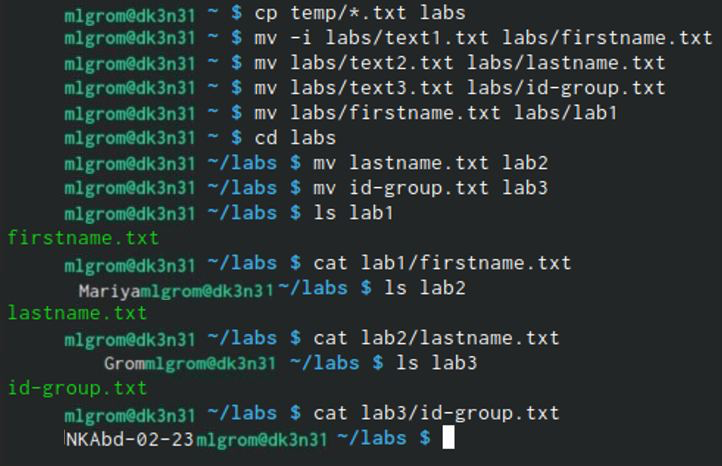 mlgrom@dk3n31 ~ $ cp temp/*.txt labs
mlgrom@dk3n31 ~ $ mv -i labs/text1.txt labs/firstname.txt
mlgrom@dk3n31 ~ $ mv labs/text2.txt labs/lastname.txt
mlgrom@dk3n31 ~ $ mv labs/text3.txt labs/id-group.txt
mlgrom@dk3n31 ~ $ mv labs/firstname.txt labs/lab1
mlgrom@dk3n31 ~ $ cd labs
mlgrom@dk3n31 ~/labs $ mv lastname.txt lab2
mlgrom@dk3n31 ~/labs $ mv id-group.txt lab3
mlgrom@dk3n31 ~/labs $ ls lab1
firstname.txt
mlgrom@dk3n31 ~/labs $ cat lab1/firstname.txt
Mariyamlgrom@dk3n31 ~/labs $ ls lab2
lastname.txt
mlgrom@dk3n31 ~/labs $ cat lab2/lastname.txt
Grommlgrom@dk3n31 ~/labs $ ls lab3
id-group.txt
mlgrom@dk3n31 ~/labs $ cat lab3/id-group.txt
NKAbd-02-23mlgrom@dk3n31 ~/labs $